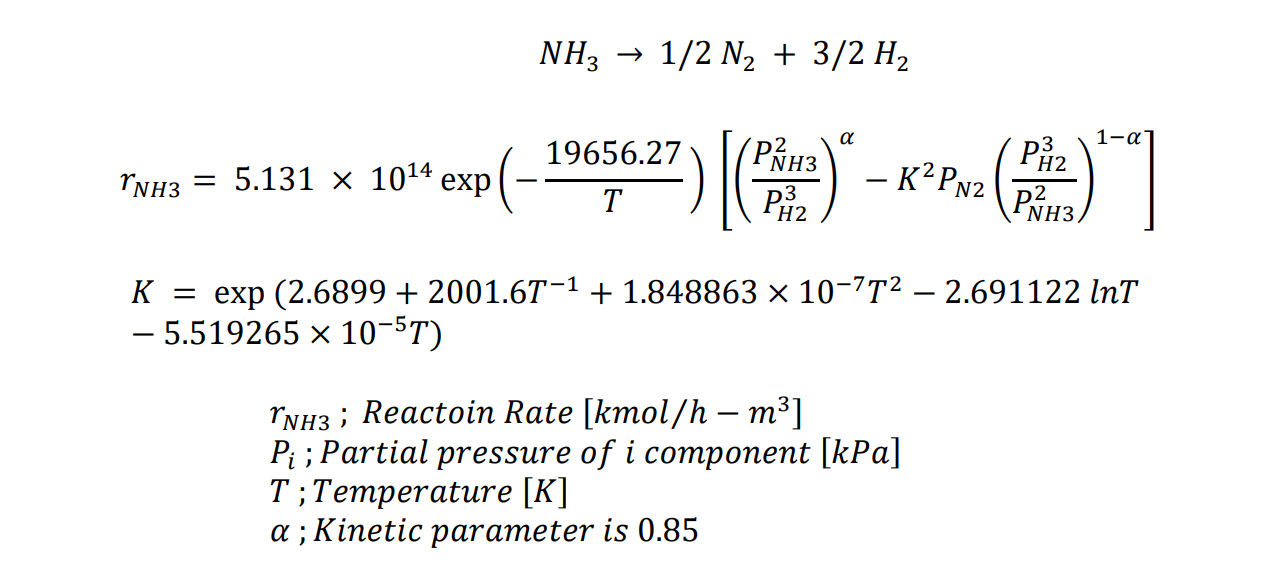 NH₃ → 1/2 N₂ + 3/2 H₂
r_NH3 = 5.131 × 10¹⁴ exp(− 19656.27/T) [(P²_NH3/P³_H2)^α − K²P_N2 (P³_H2/P²_NH3)^(1−α)]
K = exp (2.6899 + 2001.6T⁻¹ + 1.848863 × 10⁻⁷T² − 2.691122 lnT
− 5.519265 × 10⁻⁵T)
r_NH3 ; Reactoin Rate [kmol/h − m³]
P_i ; Partial pressure of i component [kPa]
T ; Temperature [K]
α ; Kinetic parameter is 0.85